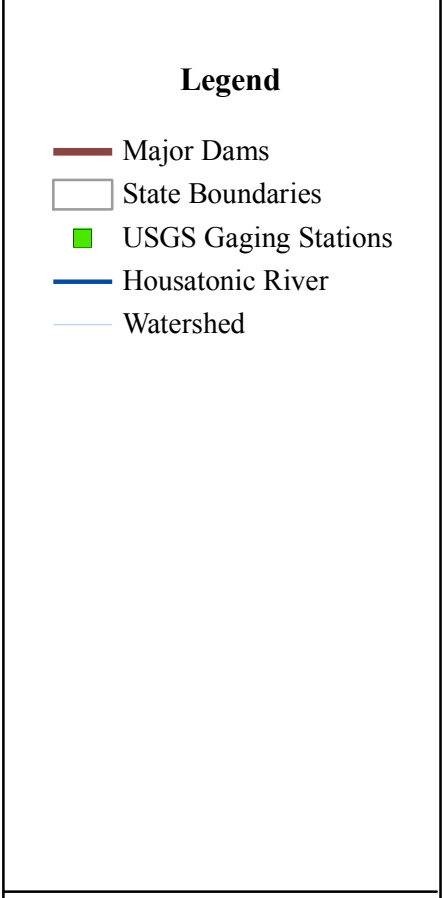 Legend
Major Dams
State Boundaries
USGS Gaging Stations
Housatonic River
Watershed